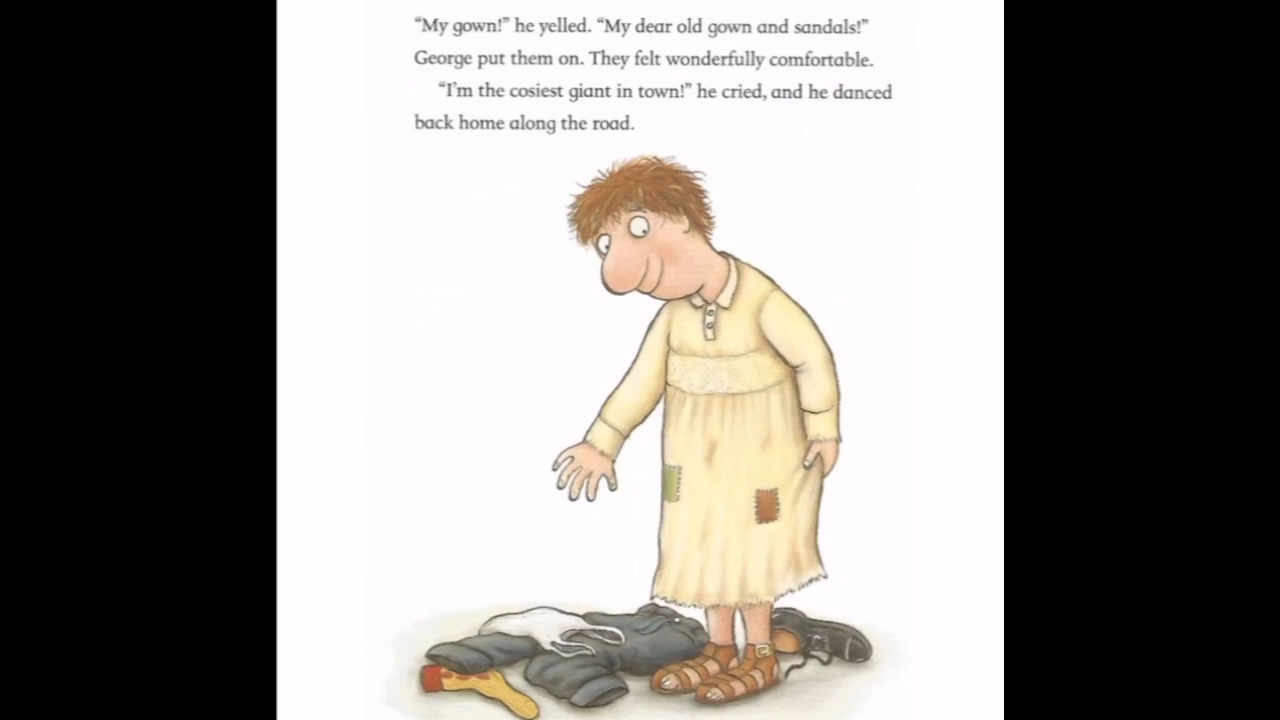 “My gown!” he yelled. “My dear old gown and sandals!”
George put them on. They felt wonderfully comfortable.
“I’m the cosiest giant in town!” he cried, and he danced
back home along the road.